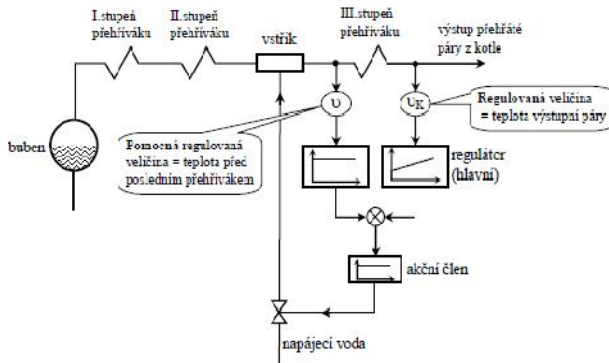 I.stupeň
přehříváku
II.stupeň
přehříváku
vstřik
III.stupeň
přehříváku
výstup přehřáté
páry z kotle
buben
Pomocná regulovaná
veličina = teplota před
posledním přehřívákem
υ
υK
Regulovaná veličina
= teplota výstupní páry
regulátor
(hlavní)
akční člen
napájecí voda